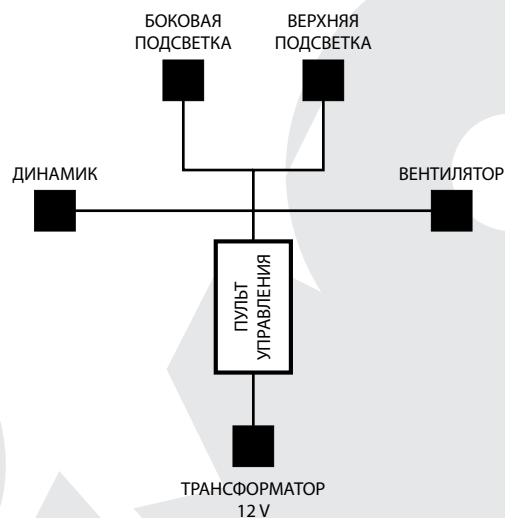 БОКОВАЯ
ПОДСВЕТКА
ВЕРХНЯЯ
ПОДСВЕТКА
ДИНАМИК
ВЕНТИЛЯТОР
ПУЛЬТ
УПРАВЛЕНИЯ
ТРАНСФОРМАТОР
12 V